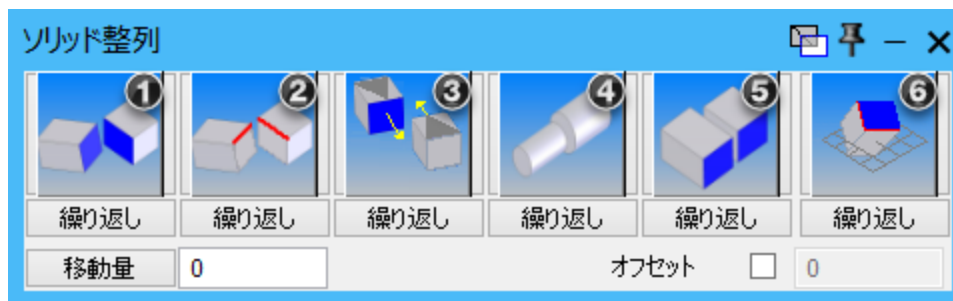 ソリッド整列
1 2 3 4 5 6
繰り返し 繰り返し 繰り返し 繰り返し 繰り返し 繰り返し
移動量 0 オフセット 0